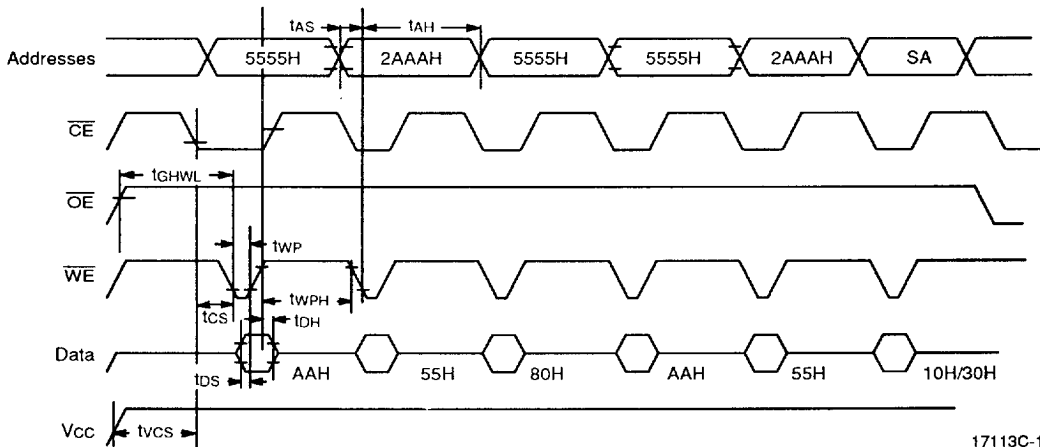 tAS tAH
Addresses 5555H 2AAAH 5555H 5555H 2AAAH SA
CE
tGHWL
OE
tWP
WE
tCS tWPH
tDH
Data
tDS AAH 55H 80H AAH 55H 10H/30H
VCC tVCS
17113C-1